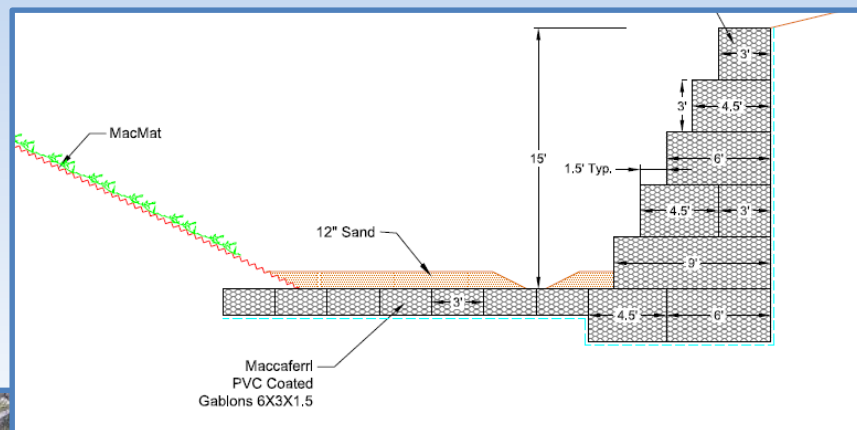 3'
4.5'
3'
MacMat
6'
15'
1.5' Typ.
4.5'
3'
12" Sand
9'
3'
4.5'
6'
Maccaferri
PVC Coated
Gabions 6X3X1.5